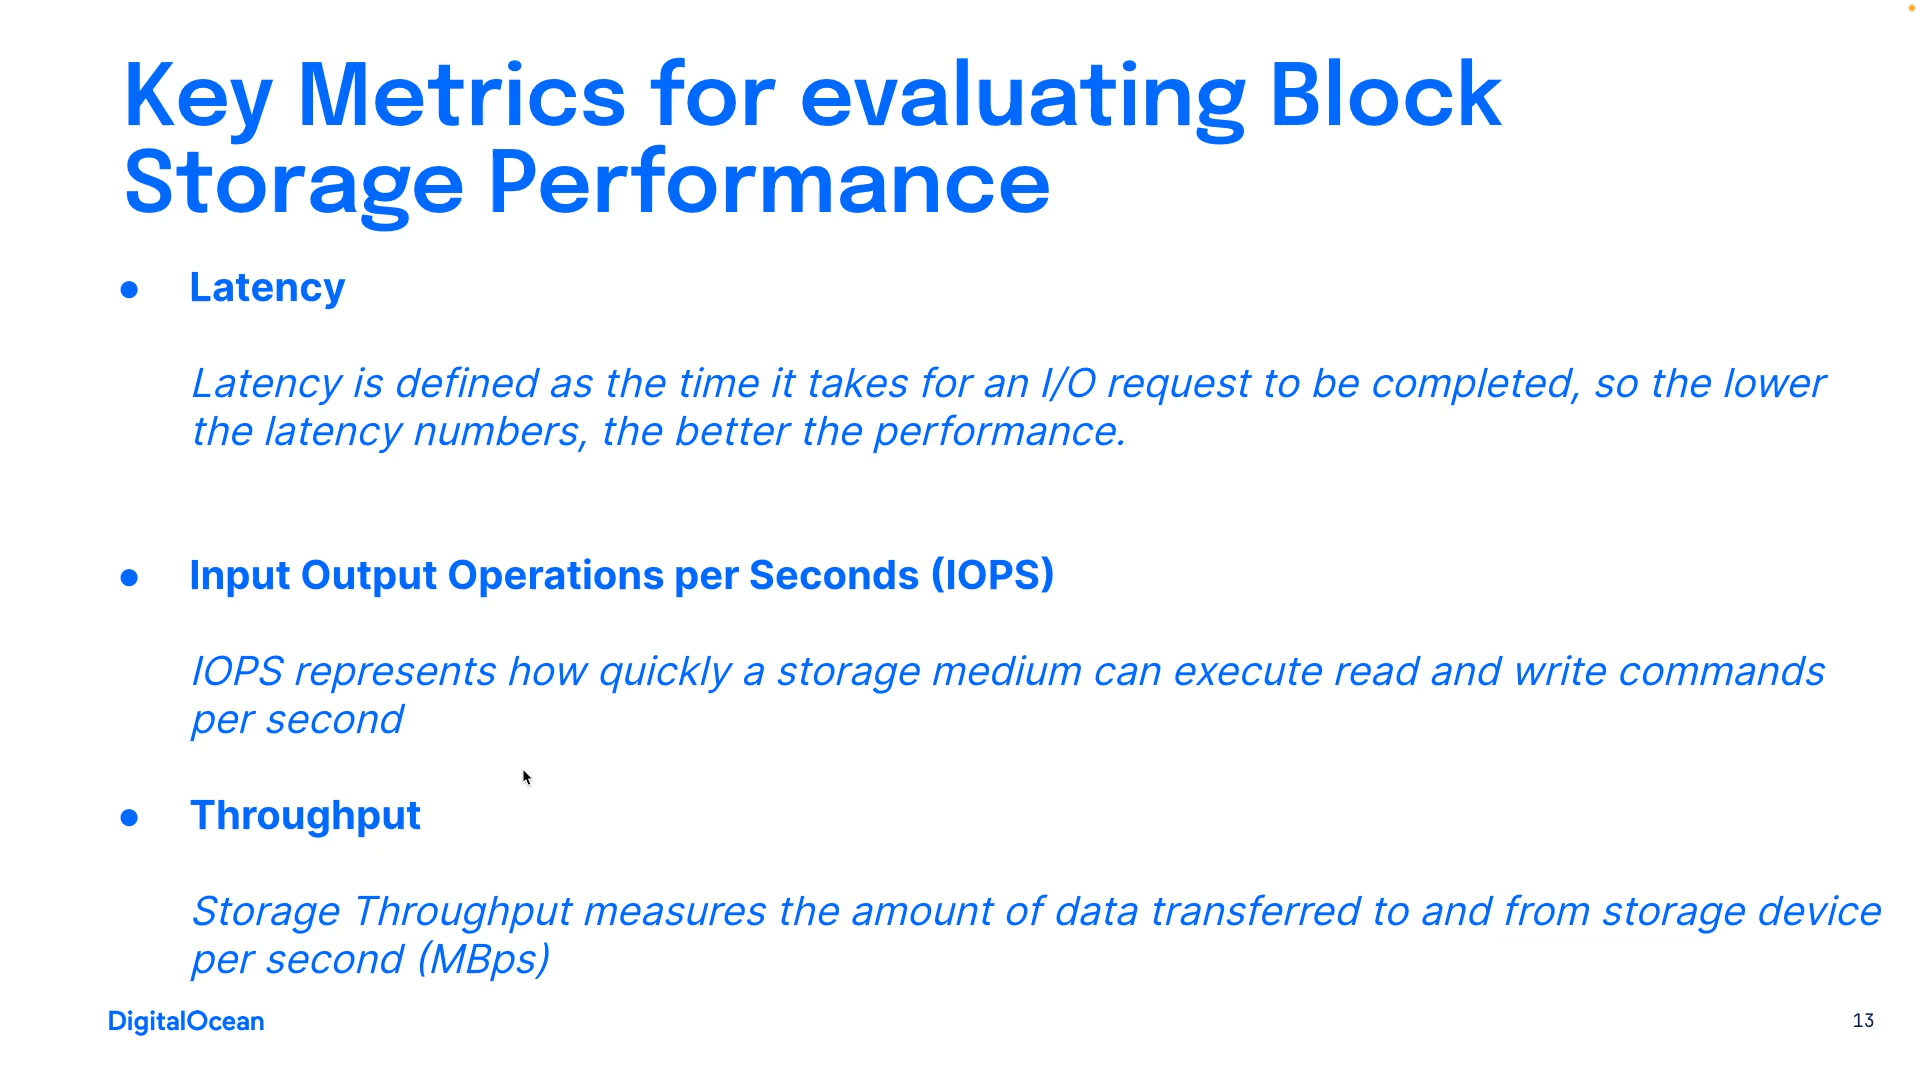 Key Metrics for evaluating Block
Storage Performance
● Latency
Latency is defined as the time it takes for an I/O request to be completed, so the lower
the latency numbers, the better the performance.
● Input Output Operations per Seconds (IOPS)
IOPS represents how quickly a storage medium can execute read and write commands
per second
● Throughput
Storage Throughput measures the amount of data transferred to and from storage device
per second (MBps)
DigitalOcean
13